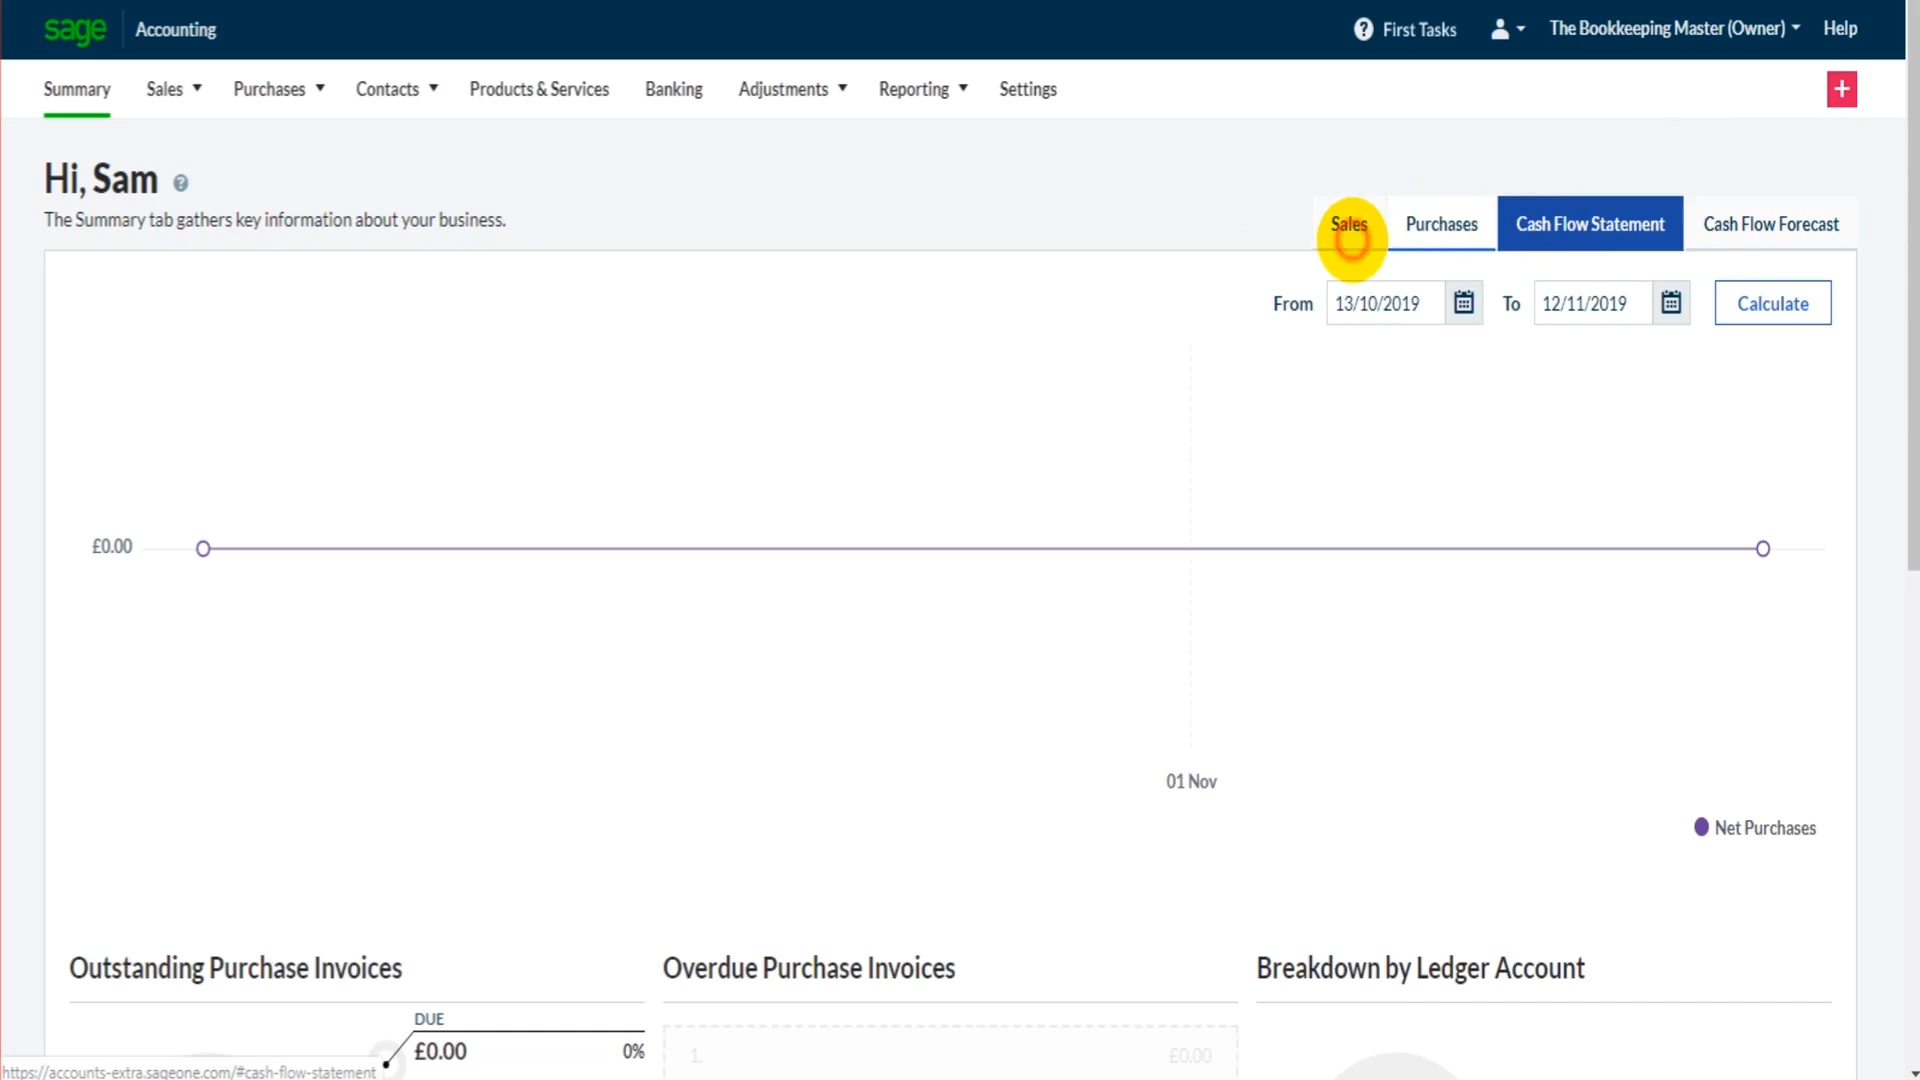 sage Accounting First Tasks The Bookkeeping Master (Owner) Help
Summary Sales Purchases Contacts Products & Services Banking Adjustments Reporting Settings +
Hi, Sam ?
The Summary tab gathers key information about your business.
Sales Purchases Cash Flow Statement Cash Flow Forecast
From 13/10/2019 To 12/11/2019 Calculate
£0.00
01 Nov
Net Purchases
Outstanding Purchase Invoices Overdue Purchase Invoices Breakdown by Ledger Account
DUE
£0.00 0% 1. £0.00
https://accounts-extra.sageone.com/#cash-flow-statement